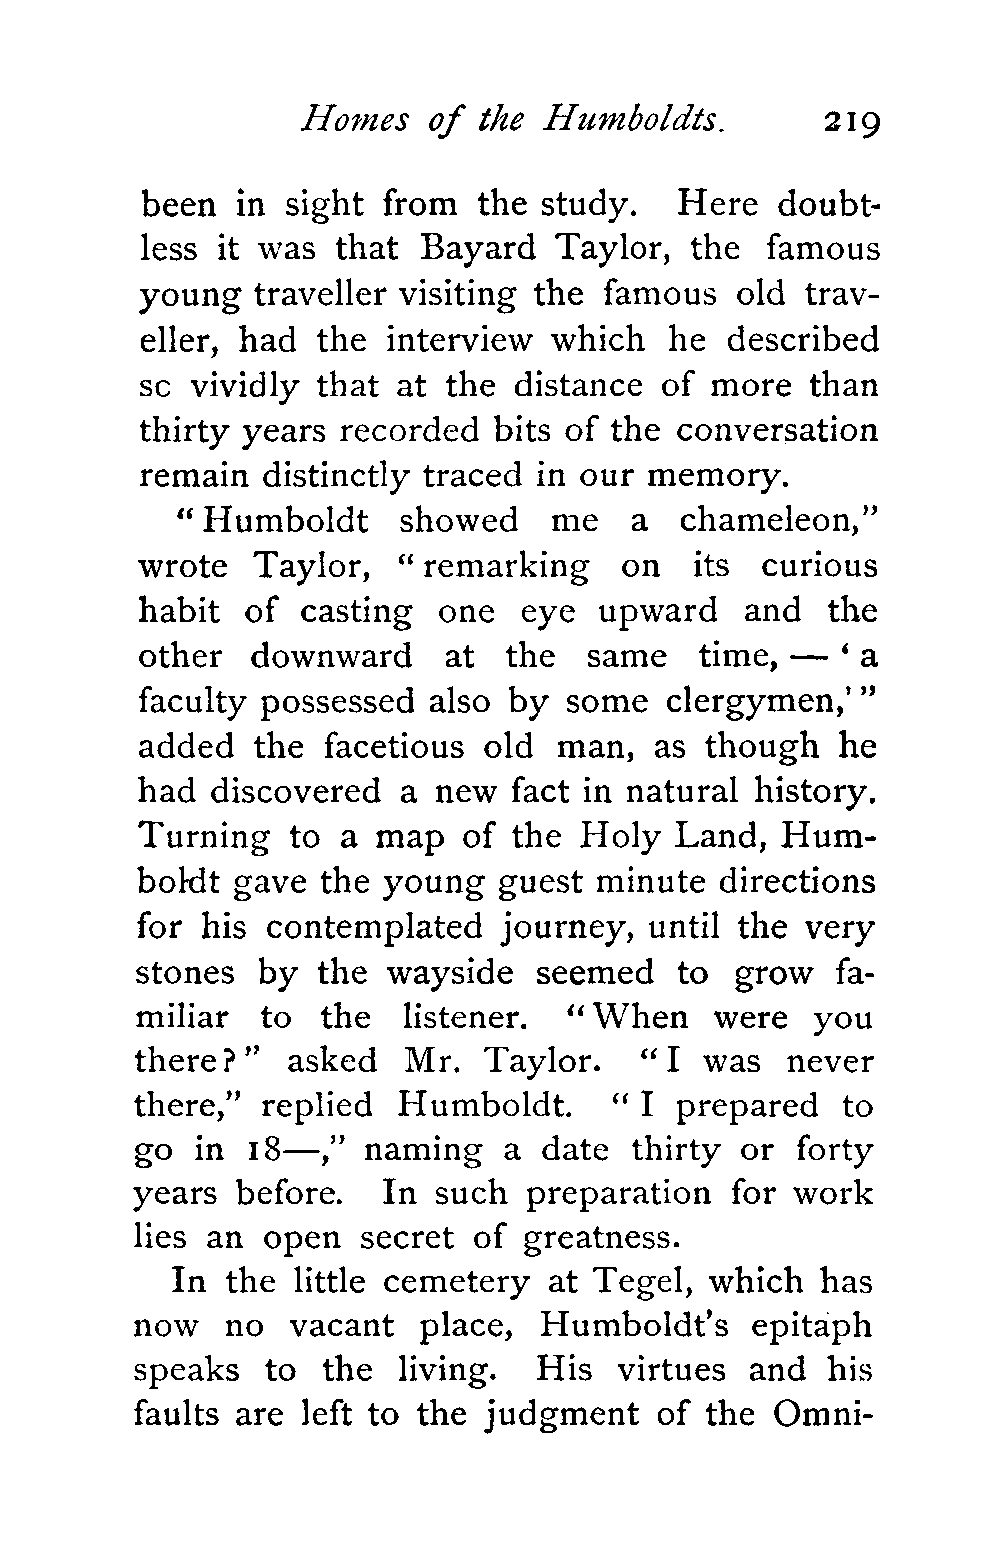 Homes of the Humboldts. 219
been in sight from the study. Here doubt-
less it was that Bayard Taylor, the famous
young traveller visiting the famous old trav-
eller, had the interview which he described
sc vividly that at the distance of more than
thirty years recorded bits of the conversation
remain distinctly traced in our memory.
“ Humboldt showed me a chameleon,”
wrote Taylor, “ remarking on its curious
habit of casting one eye upward and the
other downward at the same time, — ‘ a
faculty possessed also by some clergymen,’ ”
added the facetious old man, as though he
had discovered a new fact in natural history.
Turning to a map of the Holy Land, Hum-
boldt gave the young guest minute directions
for his contemplated journey, until the very
stones by the wayside seemed to grow fa-
miliar to the listener. “ When were you
there? ” asked Mr. Taylor. “ I was never
there,” replied Humboldt. “ I prepared to
go in 18—,” naming a date thirty or forty
years before. In such preparation for work
lies an open secret of greatness.
In the little cemetery at Tegel, which has
now no vacant place, Humboldt’s epitaph
speaks to the living. His virtues and his
faults are left to the judgment of the Omni-